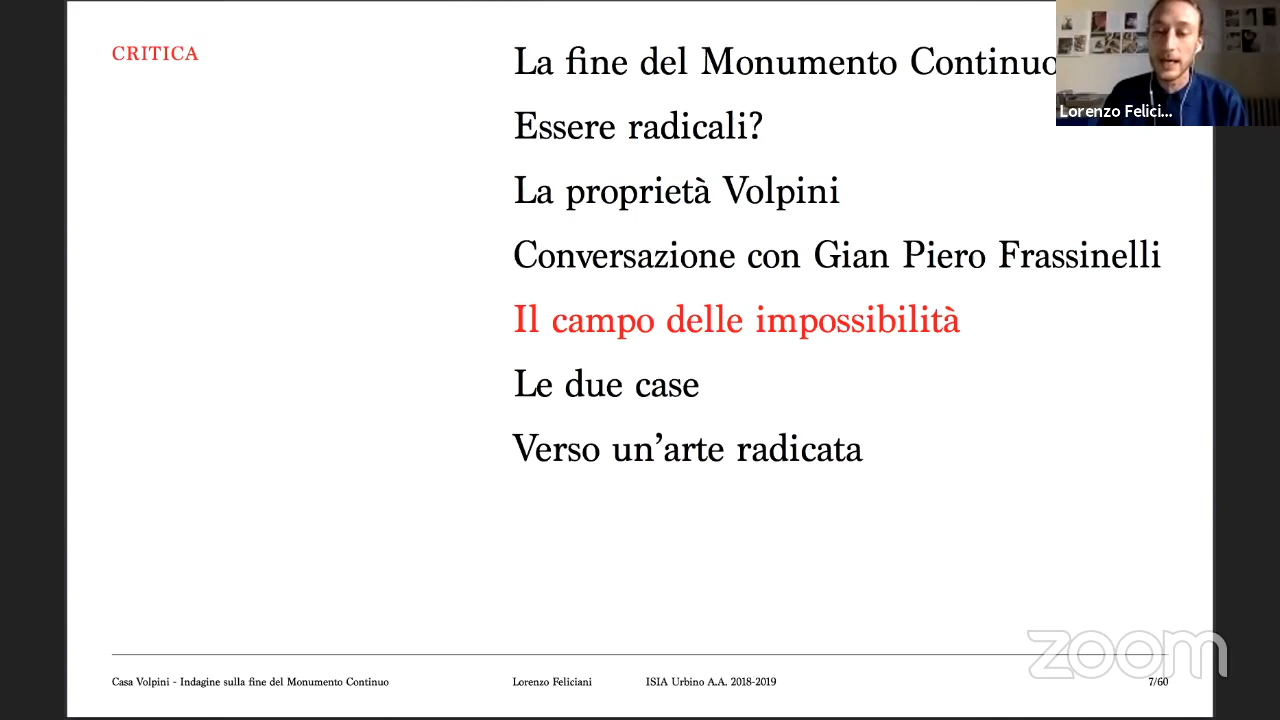 CRITICA
La fine del Monumento Continuo
Essere radicali?
La proprietà Volpini
Conversazione con Gian Piero Frassinelli
Il campo delle impossibilità
Le due case
Verso un’arte radicata
Lorenzo Felici...
zoom
Casa Volpini - Indagine sulla fine del Monumento Continuo
Lorenzo Feliciani
ISIA Urbino A.A. 2018-2019
7/60